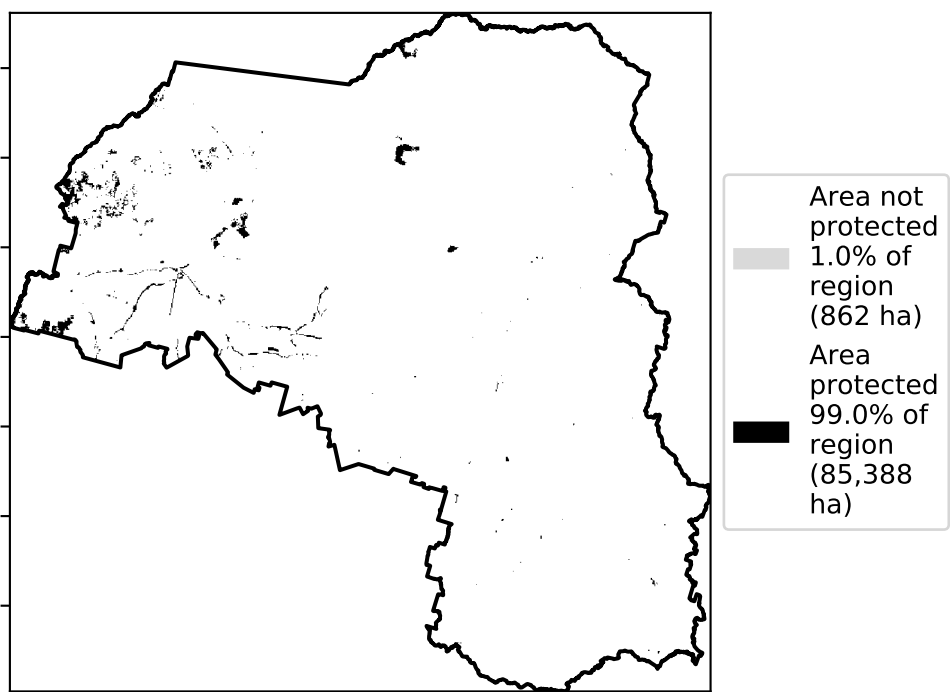 Area not
protected
1.0% of
region
(862 ha)
Area
protected
99.0% of
region
(85,388
ha)